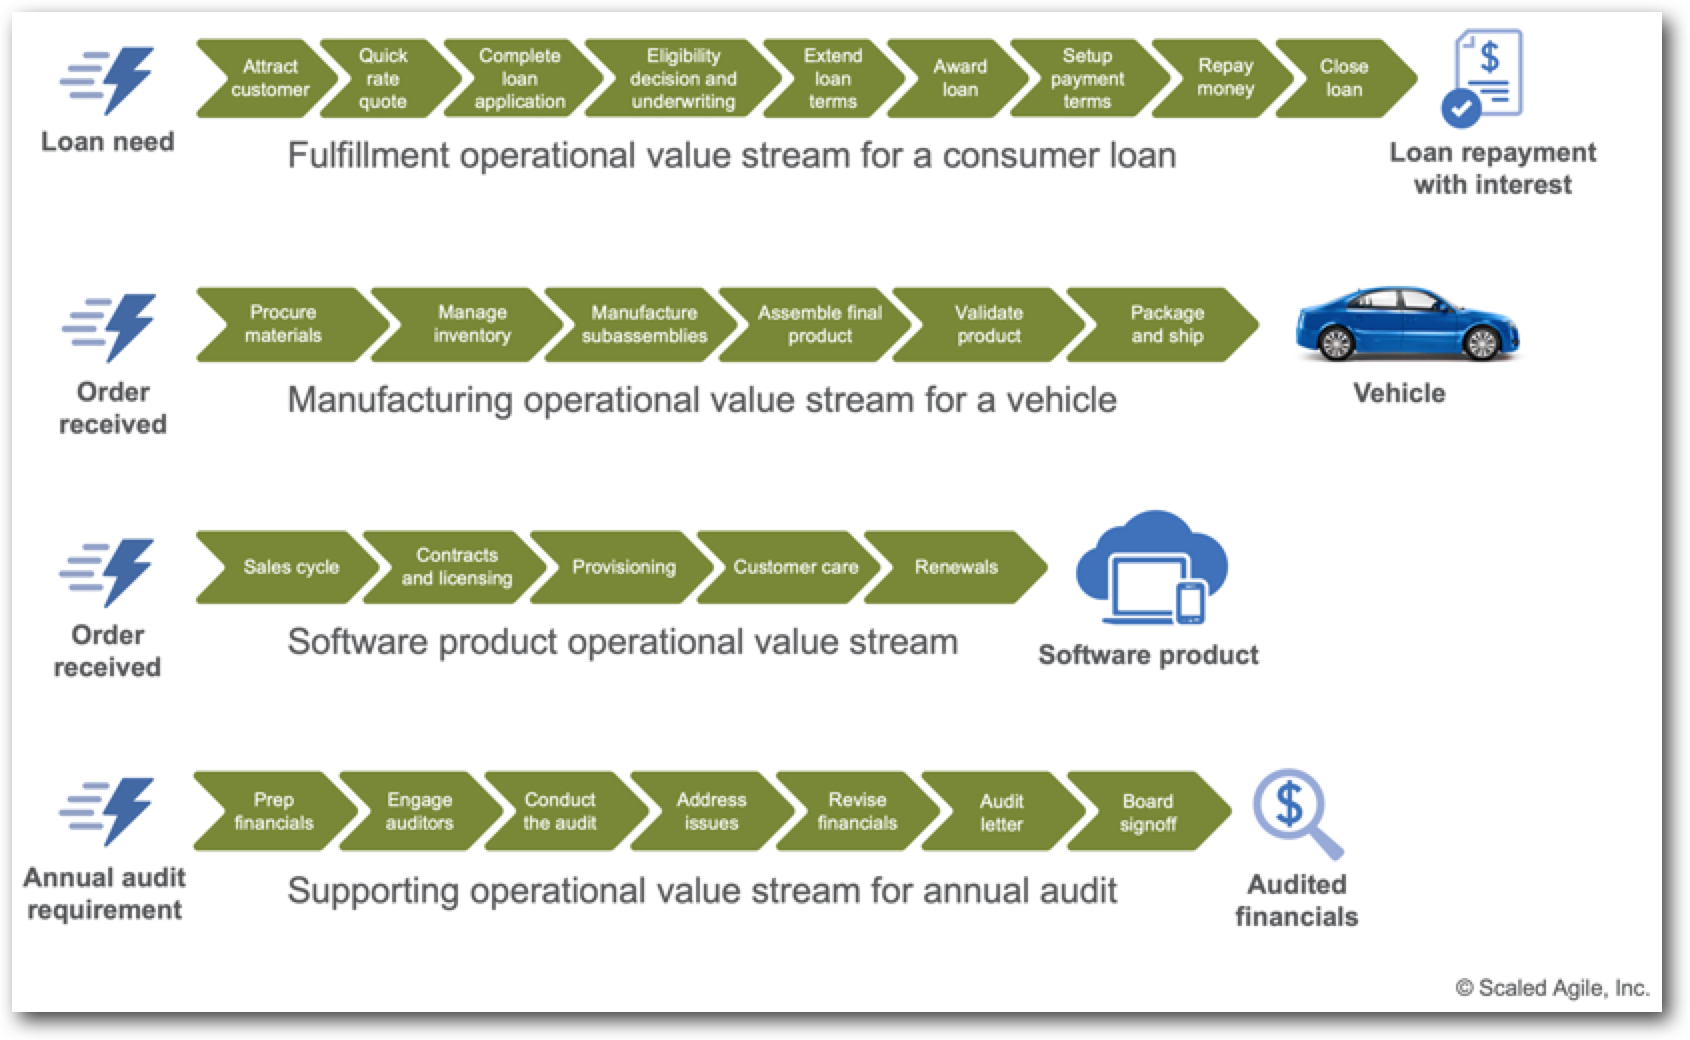 Attract
customer
Quick
rate
quote
Complete
loan
application
Eligibility
decision and
underwriting
Extend
loan
terms
Award
loan
Setup
payment
terms
Repay
money
Close
loan
$
Loan need
Fulfillment operational value stream for a consumer loan
Loan repayment
with interest
Procure
materials
Manage
inventory
Manufacture
subassemblies
Assemble final
product
Validate
product
Package
and ship
Order
received
Manufacturing operational value stream for a vehicle
Vehicle
Sales cycle
Contracts
and licensing
Provisioning
Customer care
Renewals
Order
received
Software product operational value stream
Software product
Prep
financials
Engage
auditors
Conduct
the audit
Address
issues
Revise
financials
Audit
letter
Board
signoff
$
Annual audit
requirement
Supporting operational value stream for annual audit
Audited
financials
© Scaled Agile, Inc.